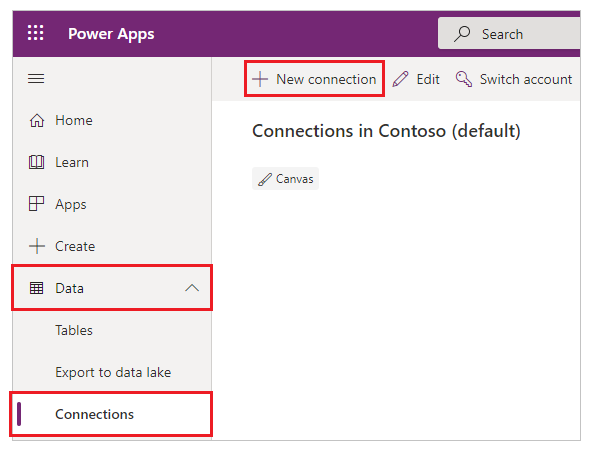 Power Apps
Search
New connection Edit Switch account
Home
Connections in Contoso (default)
Learn
Canvas
Apps
Create
Data
Tables
Export to data lake
Connections